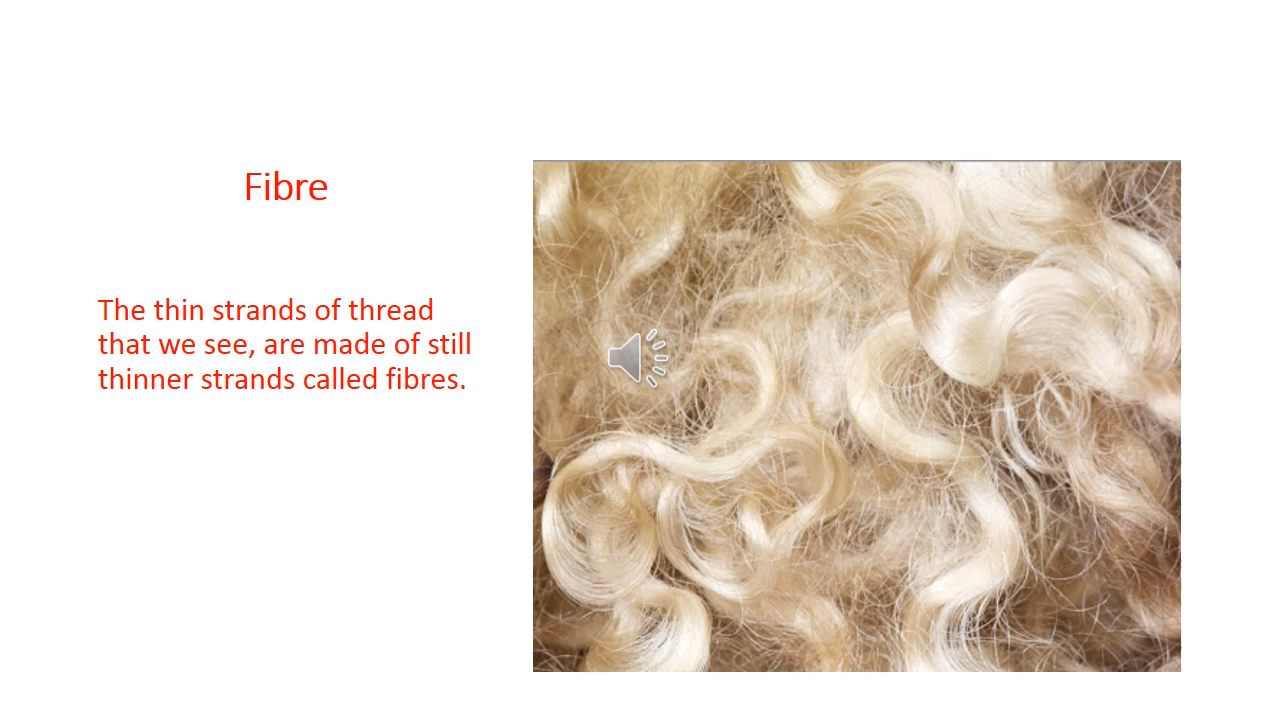 Fibre
The thin strands of thread
that we see, are made of still
thinner strands called fibres.